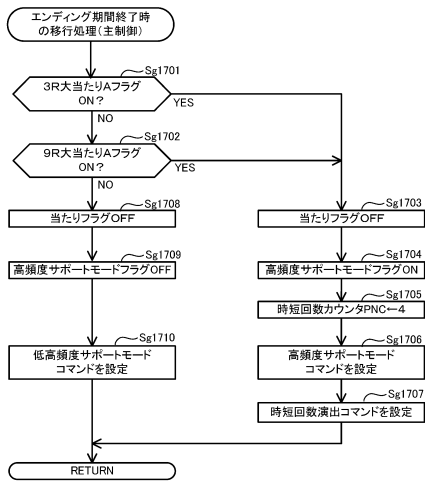 エンディング期間終了時
の移行処理(主制御)
Sg1701
3R大当たりAフラグ
ON?
YES
NO
Sg1702
9R大当たりAフラグ
ON?
YES
NO
Sg1708
当たりフラグOFF
Sg1703
当たりフラグOFF
Sg1709
高頻度サポートモードフラグOFF
Sg1704
高頻度サポートモードフラグON
Sg1705
時短回数カウンタPNC←4
Sg1710
低高頻度サポートモード
コマンドを設定
Sg1706
高頻度サポートモード
コマンドを設定
Sg1707
時短回数演出コマンドを設定
RETURN